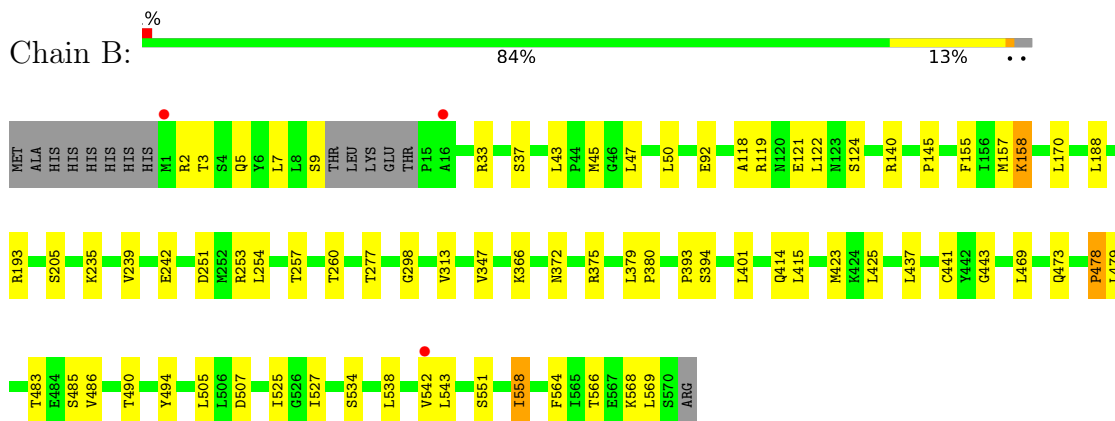 .%
Chain B:
84% 13% • •
MET ALA HIS HIS HIS HIS HIS HIS M1 R2 T3 S4 Q5 Y6 L7 L8 S9 THR LEU LYS GLU THR P15 A16 R33 S37 L43 P44 M45 G46 L47 L50 E92 A118 R119 N120 E121 L122 N123 S124 R140 P145 F155 I156 M157 K158 L170 L188
R193 S205 K235 V239 E242 D251 M252 R253 L254 T257 T260 T277 G298 V313 V347 K366 N372 R375 L379 P380 P393 S394 L401 Q414 L415 M423 K424 L425 L437 C441 Y442 G443 L469 Q473 P478 L479
T483 E484 S485 V486 T490 Y494 L505 L506 D507 I525 G526 I527 S534 L538 V542 L543 S551 I558 F564 I565 T566 E567 K568 L569 S570 ARG